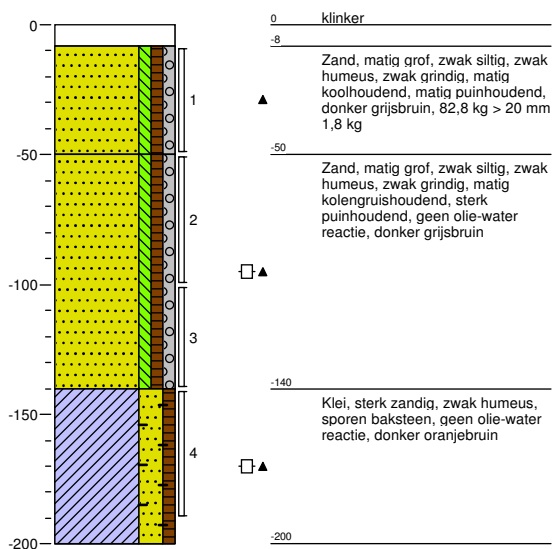 0
-50
-100
-150
-200
1
2
3
4
0 klinker
-8
Zand, matig grof, zwak siltig, zwak
humeus, zwak grindig, matig
koolhoudend, matig puinhoudend,
donker grijsbruin, 82,8 kg > 20 mm
1,8 kg
-50
Zand, matig grof, zwak siltig, zwak
humeus, zwak grindig, matig
kolengruishoudend, sterk
puinhoudend, geen olie-water
reactie, donker grijsbruin
-140
Klei, sterk zandig, zwak humeus,
sporen baksteen, geen olie-water
reactie, donker oranjebruin
-200